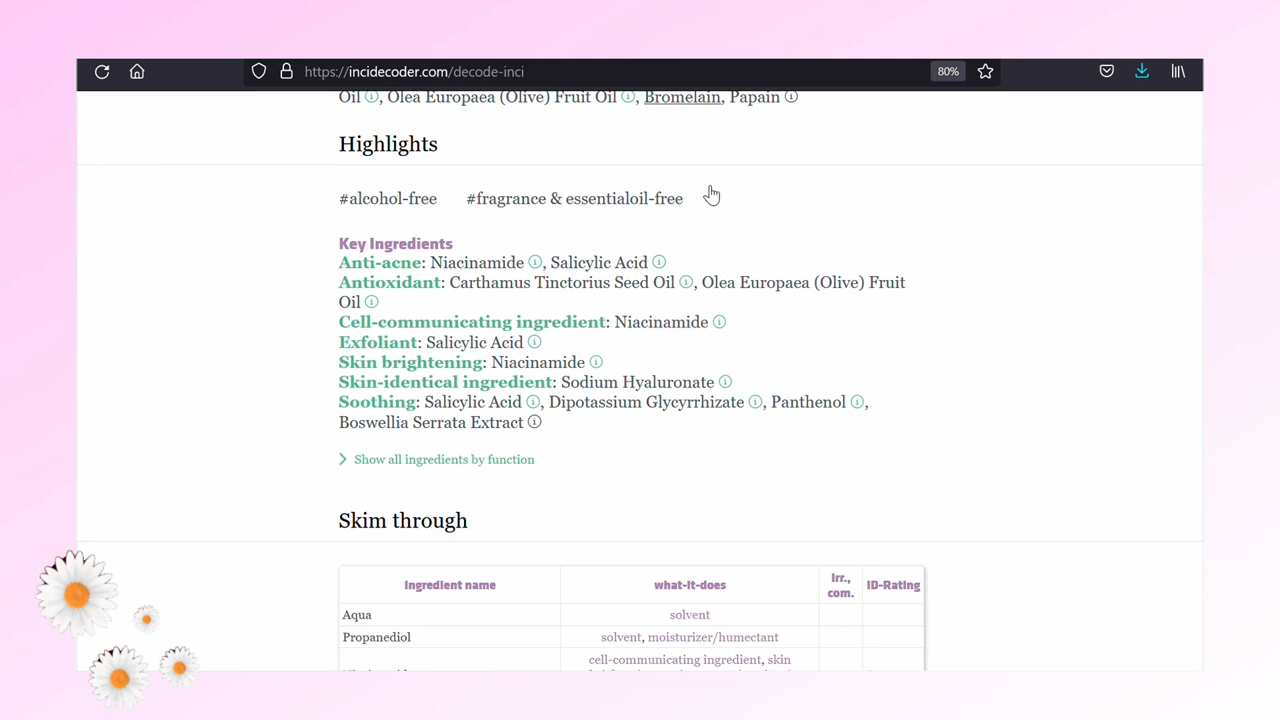 https://incidecoder.com/decode-inci
80%
Oil, Olea Europaea (Olive) Fruit Oil, Bromelain, Papain
Highlights
#alcohol-free #fragrance & essentialoil-free
Key Ingredients
Anti-acne: Niacinamide, Salicylic Acid
Antioxidant: Carthamus Tinctorius Seed Oil, Olea Europaea (Olive) Fruit
Oil
Cell-communicating ingredient: Niacinamide
Exfoliant: Salicylic Acid
Skin brightening: Niacinamide
Skin-identical ingredient: Sodium Hyaluronate
Soothing: Salicylic Acid, Dipotassium Glycyrrhizate, Panthenol,
Boswellia Serrata Extract
Show all ingredients by function
Skim through
Ingredient name what-it-does Irr., com. ID-Rating
Aqua solvent
Propanediol solvent, moisturizer/humectant
cell-communicating ingredient, skin